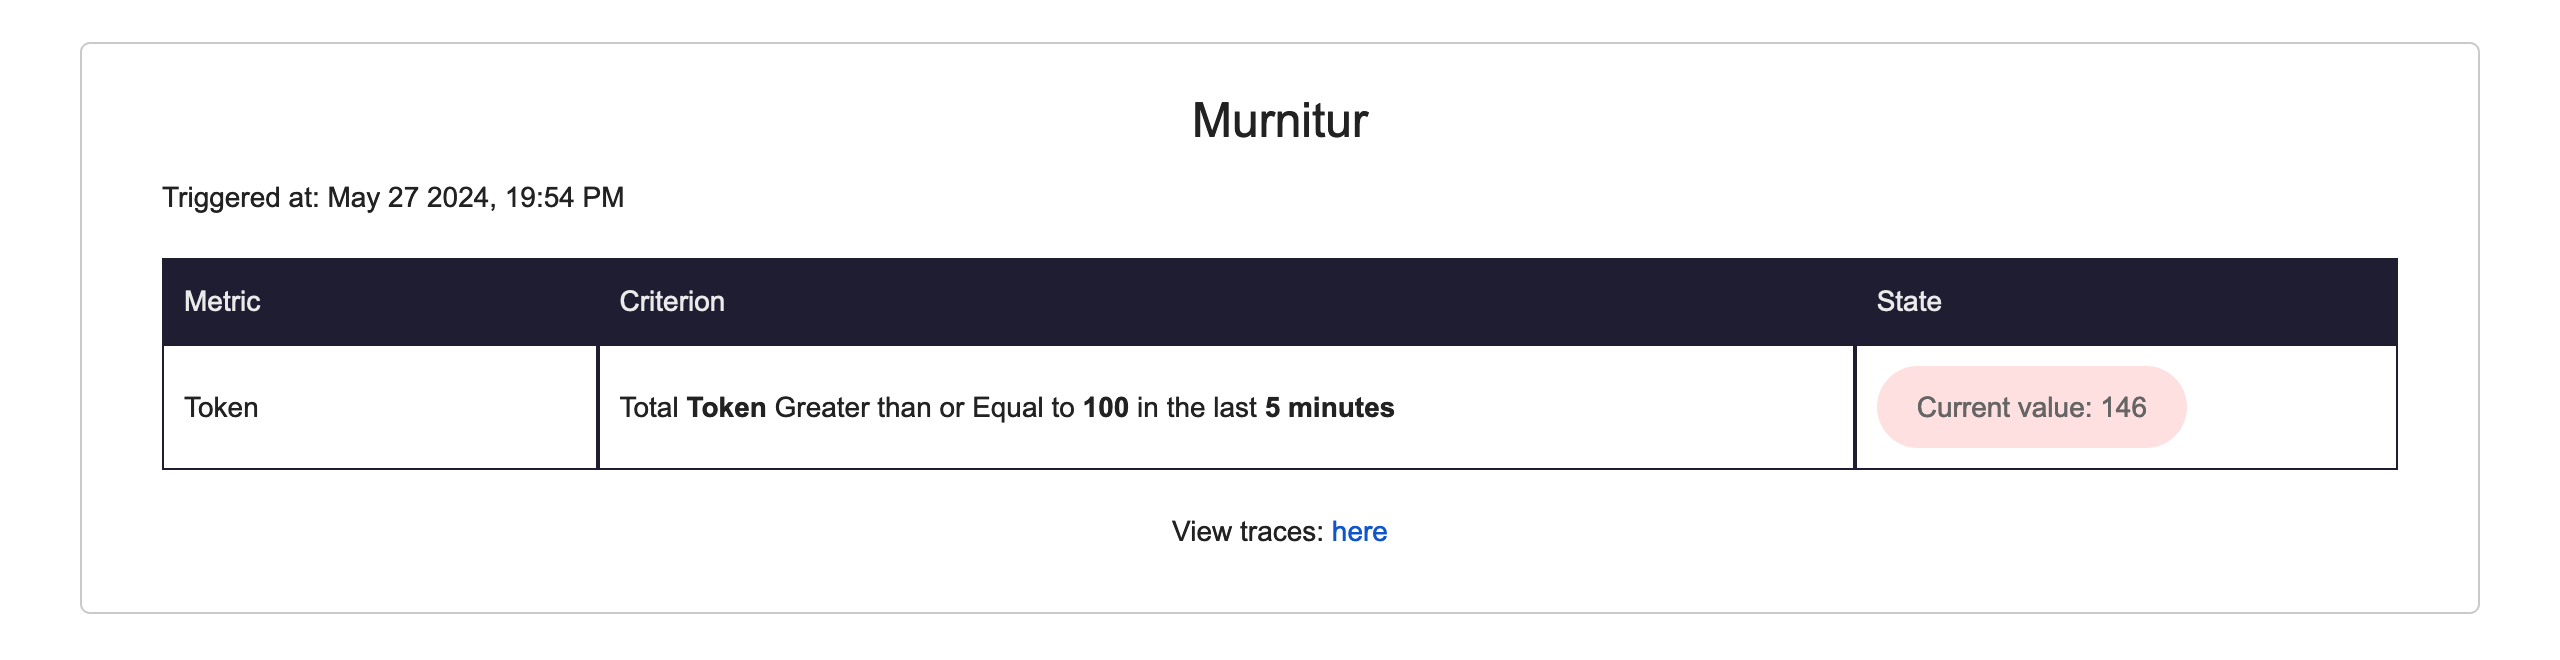 Murnitur
Triggered at: May 27 2024, 19:54 PM
Metric Criterion State
Token Total Token Greater than or Equal to 100 in the last 5 minutes Current value: 146
View traces: here